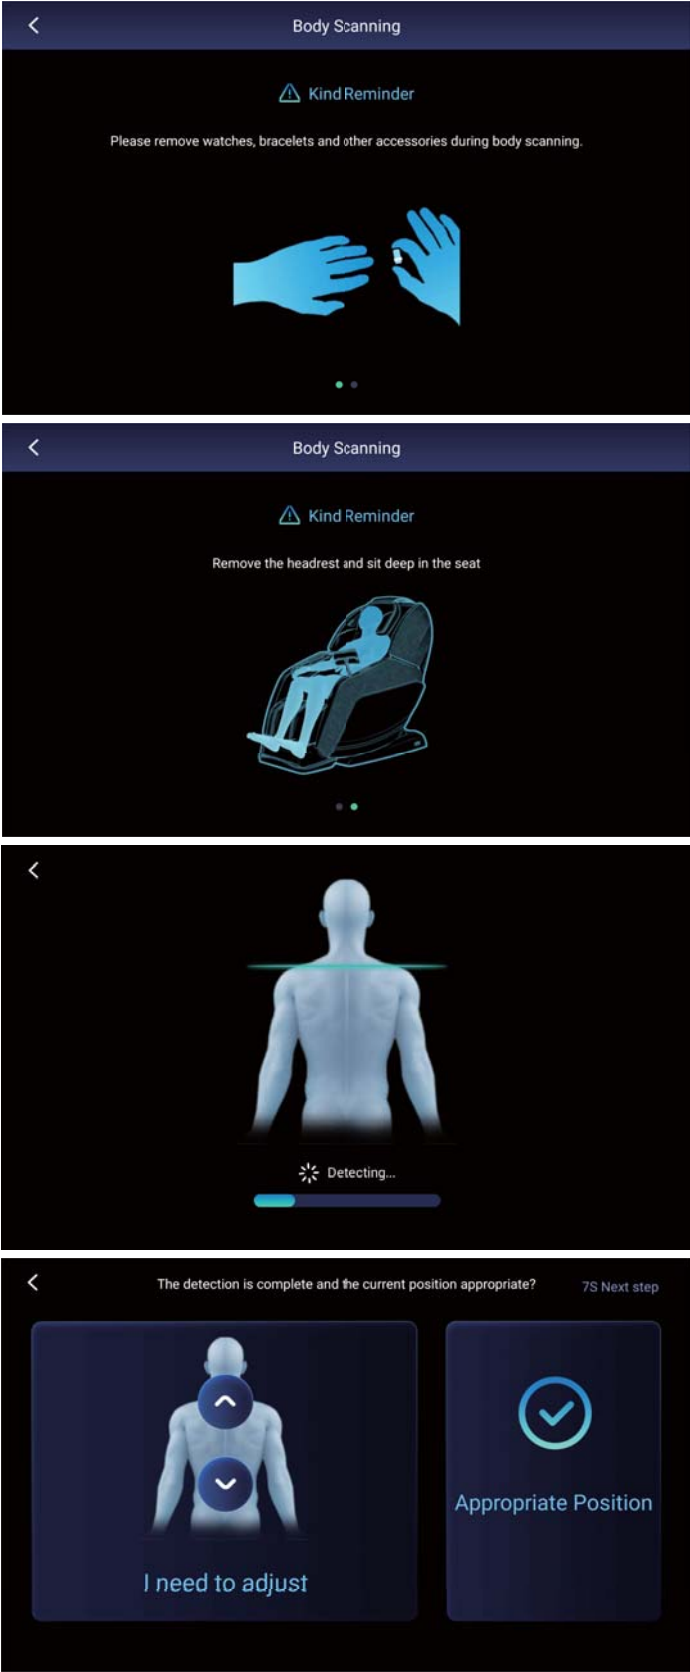 Body Scanning
Kind Reminder
Please remove watches, bracelets and other accessories during body scanning.
Body Scanning
Kind Reminder
Remove the headrest and sit deep in the seat
Detecting...
The detection is complete and the current position appropriate?
7S Next step
Appropriate Position
I need to adjust